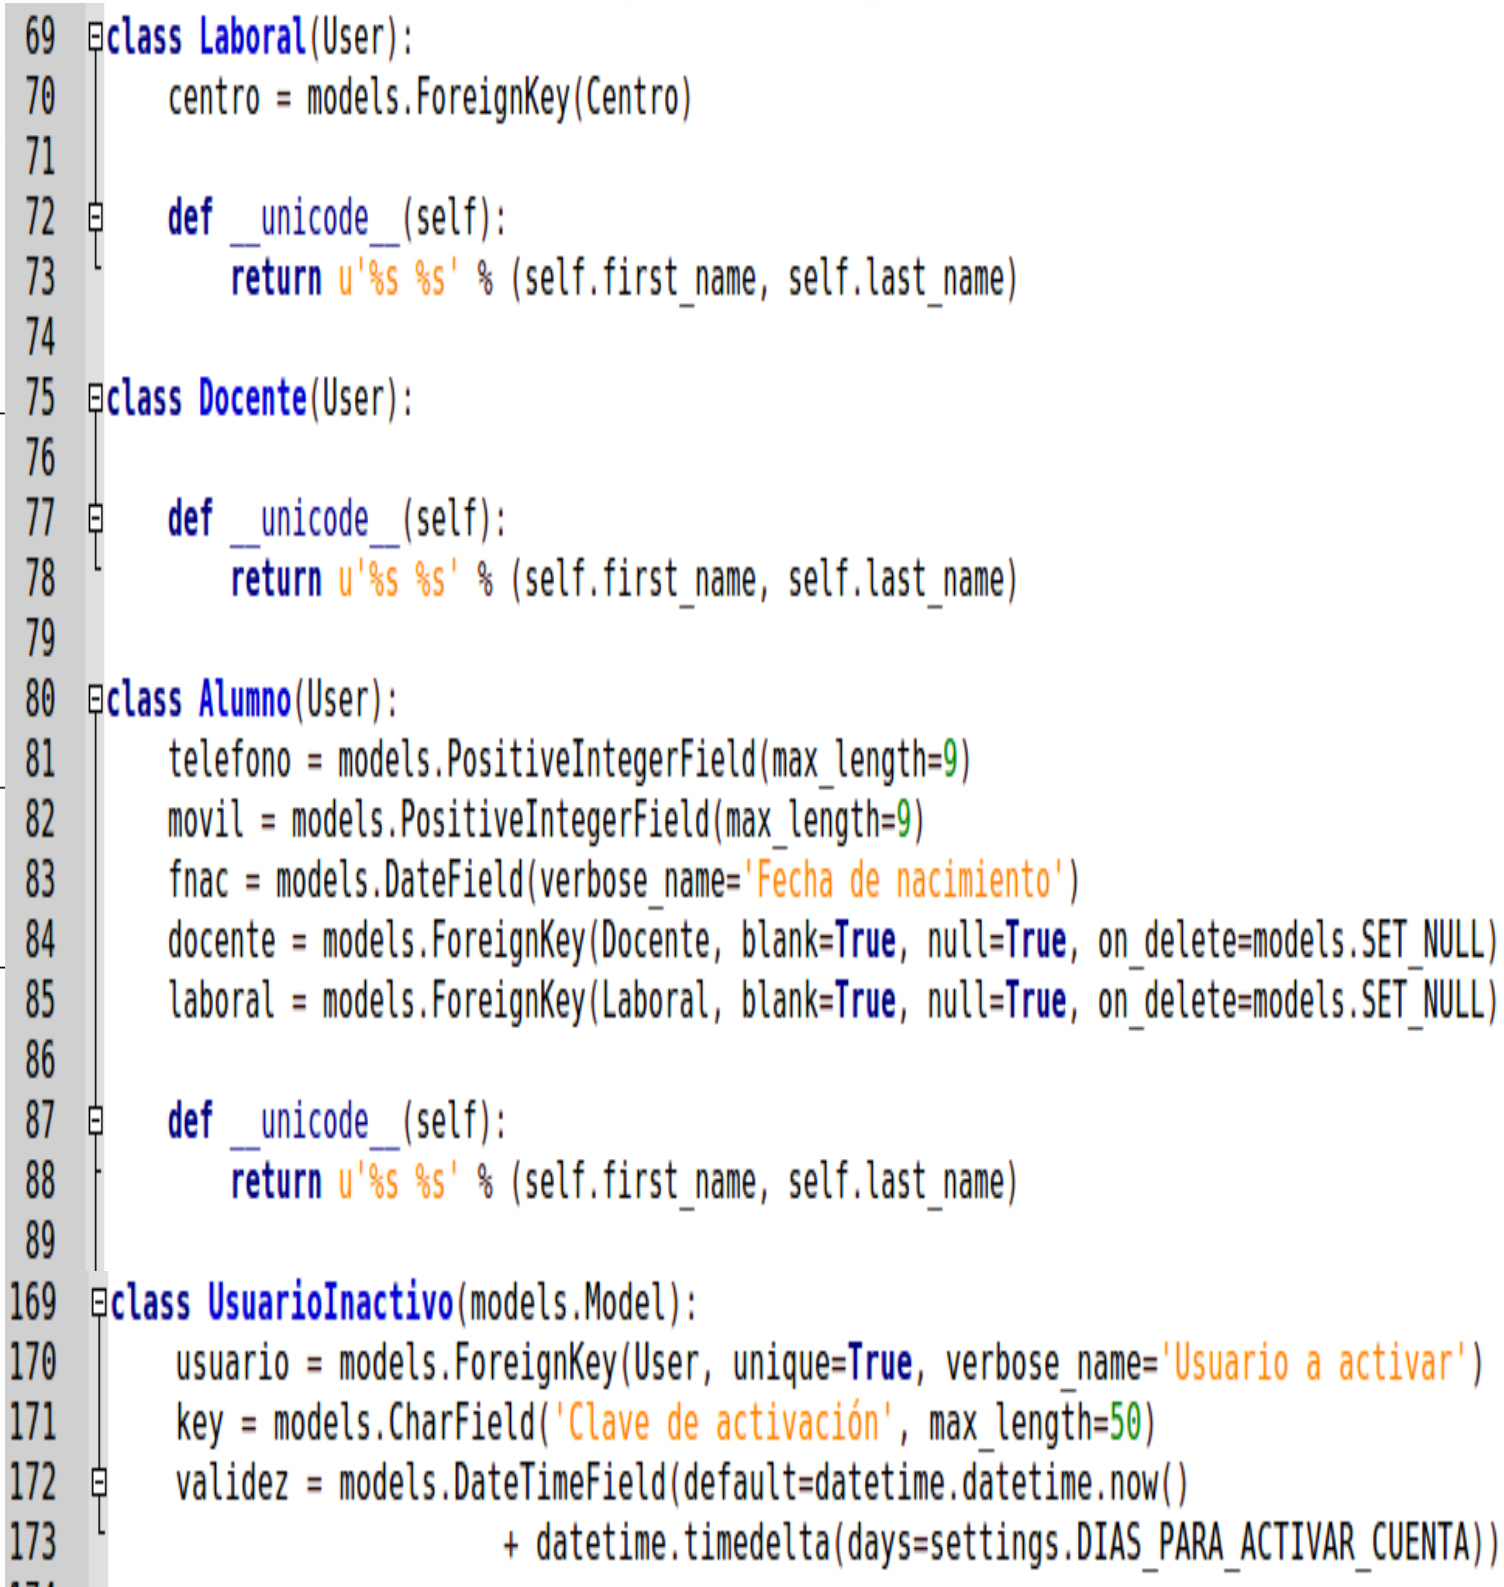 69 class Laboral(User):
70 centro = models.ForeignKey(Centro)
71
72 def __unicode__(self):
73 return u'%s %s' % (self.first_name, self.last_name)
74
75 class Docente(User):
76
77 def __unicode__(self):
78 return u'%s %s' % (self.first_name, self.last_name)
79
80 class Alumno(User):
81 telefono = models.PositiveIntegerField(max_length=9)
82 movil = models.PositiveIntegerField(max_length=9)
83 fnac = models.DateField(verbose_name='Fecha de nacimiento')
84 docente = models.ForeignKey(Docente, blank=True, null=True, on_delete=models.SET_NULL)
85 laboral = models.ForeignKey(Laboral, blank=True, null=True, on_delete=models.SET_NULL)
86
87 def __unicode__(self):
88 return u'%s %s' % (self.first_name, self.last_name)
89
169 class UsuarioInactivo(models.Model):
170 usuario = models.ForeignKey(User, unique=True, verbose_name='Usuario a activar')
171 key = models.CharField('Clave de activación', max_length=50)
172 validez = models.DateTimeField(default=datetime.datetime.now()
173 + datetime.timedelta(days=settings.DIAS_PARA_ACTIVAR_CUENTA))